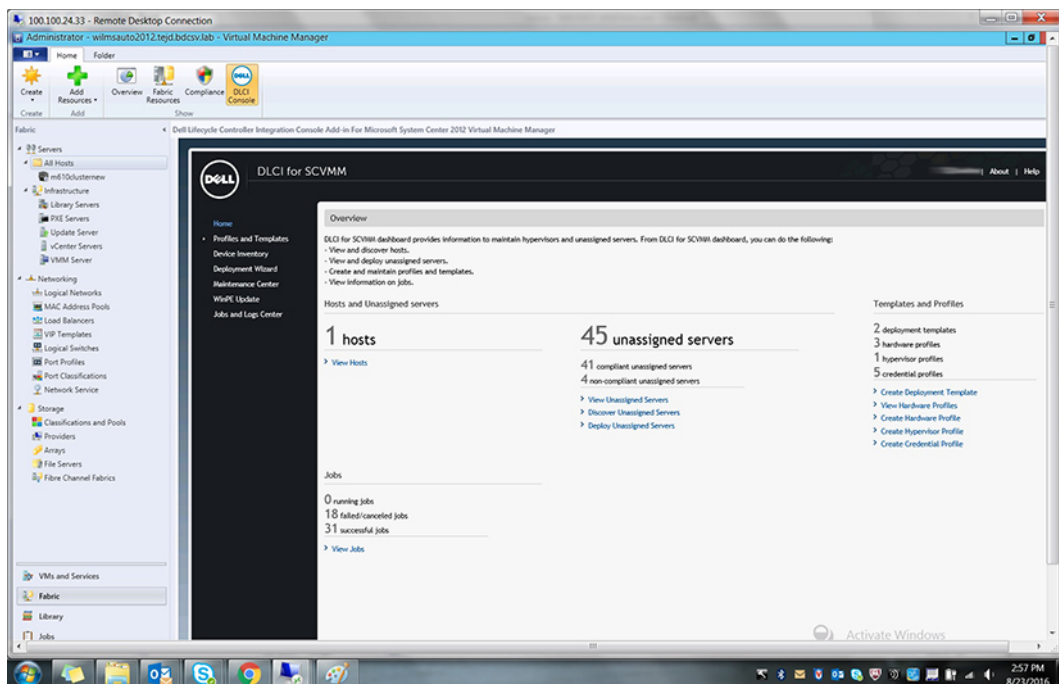 100.100.24.33 - Remote Desktop Connection
Administrator - wilmsauto2012.tejd.bdcsv.lab - Virtual Machine Manager
Home Folder
Create
Add Resources
Overview
Fabric Resources
Compliance
DELL
DLCI Console
Create Add Show
Fabric
Dell Lifecycle Controller Integration Console Add-in For Microsoft System Center 2012 Virtual Machine Manager
Servers
All Hosts
m610clusternew
Infrastructure
Library Servers
PXE Servers
Update Server
vCenter Servers
VMM Server
Networking
Logical Networks
MAC Address Pools
Load Balancers
VIP Templates
Logical Switches
Port Profiles
Port Classifications
Network Service
Storage
Classifications and Pools
Providers
Arrays
File Servers
Fibre Channel Fabrics
VMs and Services
Fabric
Library
Jobs
DELL
DLCI for SCVMM
| About | Help
Home
Profiles and Templates
Device Inventory
Deployment Wizard
Maintenance Center
WinPE Update
Jobs and Logs Center
Overview
DLCI for SCVMM dashboard provides information to maintain hypervisors and unassigned servers. From DLCI for SCVMM dashboard, you can do the following:
- View and discover hosts.
- View and deploy unassigned servers.
- Create and maintain profiles and templates.
- View information on jobs.
Hosts and Unassigned servers
1 hosts
View Hosts
45 unassigned servers
41 compliant unassigned servers
4 non-compliant unassigned servers
View Unassigned Servers
Discover Unassigned Servers
Deploy Unassigned Servers
Templates and Profiles
2 deployment templates
3 hardware profiles
1 hypervisor profiles
5 credential profiles
Create Deployment Template
View Hardware Profiles
Create Hardware Profile
Create Hypervisor Profile
Create Credential Profile
Jobs
0 running jobs
18 failed/canceled jobs
31 successful jobs
View Jobs
Activate Windows
2:57 PM
8/23/2016